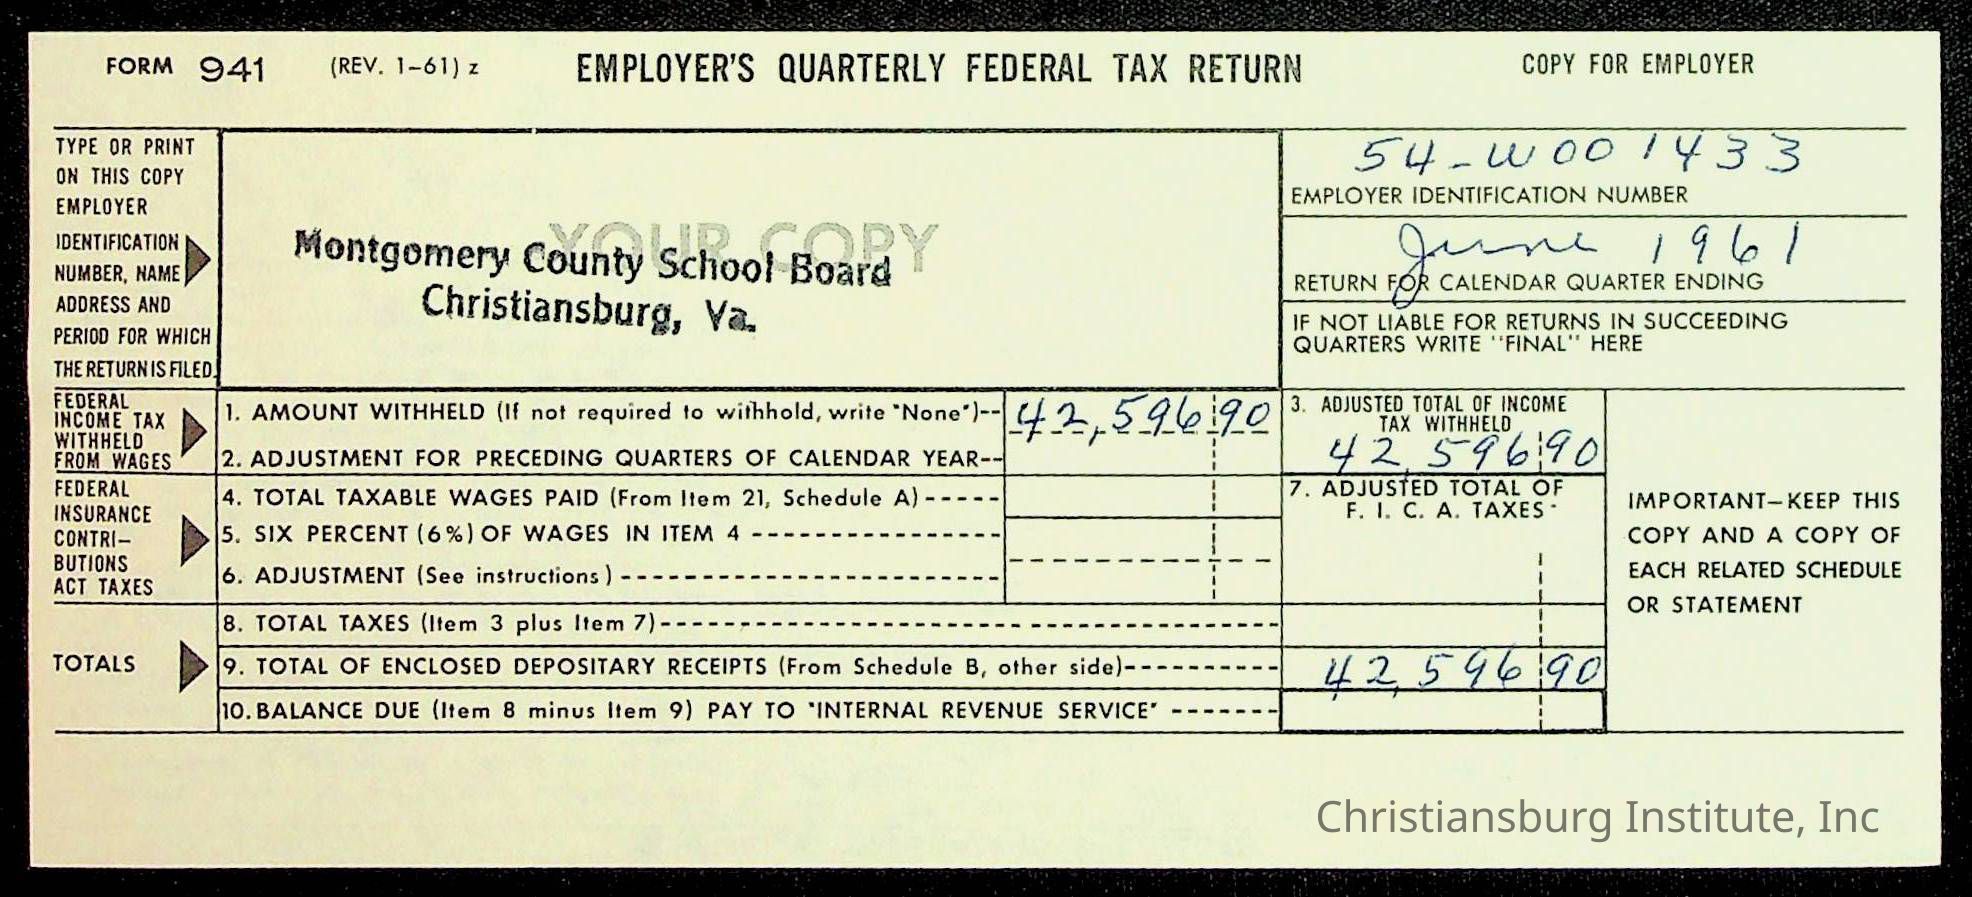 FORM 941 (REV. 1-61) z EMPLOYER'S QUARTERLY FEDERAL TAX RETURN COPY FOR EMPLOYER
TYPE OR PRINT
ON THIS COPY
EMPLOYER
IDENTIFICATION
NUMBER, NAME
ADDRESS AND
PERIOD FOR WHICH
THE RETURN IS FILED.
YOUR COPY
Montgomery County School Board
Christiansburg, Va.
54-W001433
EMPLOYER IDENTIFICATION NUMBER
June 1961
RETURN FOR CALENDAR QUARTER ENDING
IF NOT LIABLE FOR RETURNS IN SUCCEEDING
QUARTERS WRITE "FINAL" HERE
FEDERAL
INCOME TAX
WITHHELD
FROM WAGES
1. AMOUNT WITHHELD (If not required to withhold, write "None")-- 42,596 90
2. ADJUSTMENT FOR PRECEDING QUARTERS OF CALENDAR YEAR--
3. ADJUSTED TOTAL OF INCOME
TAX WITHHELD
42,596 90
FEDERAL
INSURANCE
CONTRI-
BUTIONS
ACT TAXES
4. TOTAL TAXABLE WAGES PAID (From Item 21, Schedule A)-----
5. SIX PERCENT (6%) OF WAGES IN ITEM 4 ----------------
6. ADJUSTMENT (See instructions)------------------------
7. ADJUSTED TOTAL OF
F. I. C. A. TAXES
IMPORTANT—KEEP THIS
COPY AND A COPY OF
EACH RELATED SCHEDULE
OR STATEMENT
TOTALS
8. TOTAL TAXES (Item 3 plus Item 7)----------------------------------------
9. TOTAL OF ENCLOSED DEPOSITARY RECEIPTS (From Schedule B, other side)---------- 42,596 90
10. BALANCE DUE (Item 8 minus Item 9) PAY TO "INTERNAL REVENUE SERVICE" -------
Christiansburg Institute, Inc